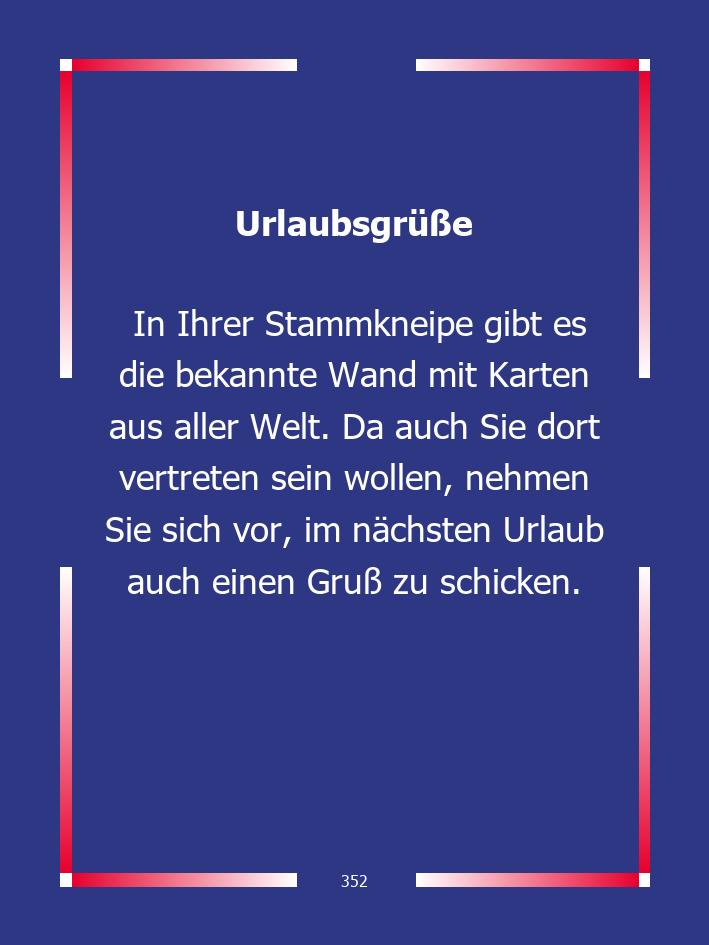 Urlaubsgrüße
In Ihrer Stammkneipe gibt es
die bekannte Wand mit Karten
aus aller Welt. Da auch Sie dort
vertreten sein wollen, nehmen
Sie sich vor, im nächsten Urlaub
auch einen Gruß zu schicken.
352